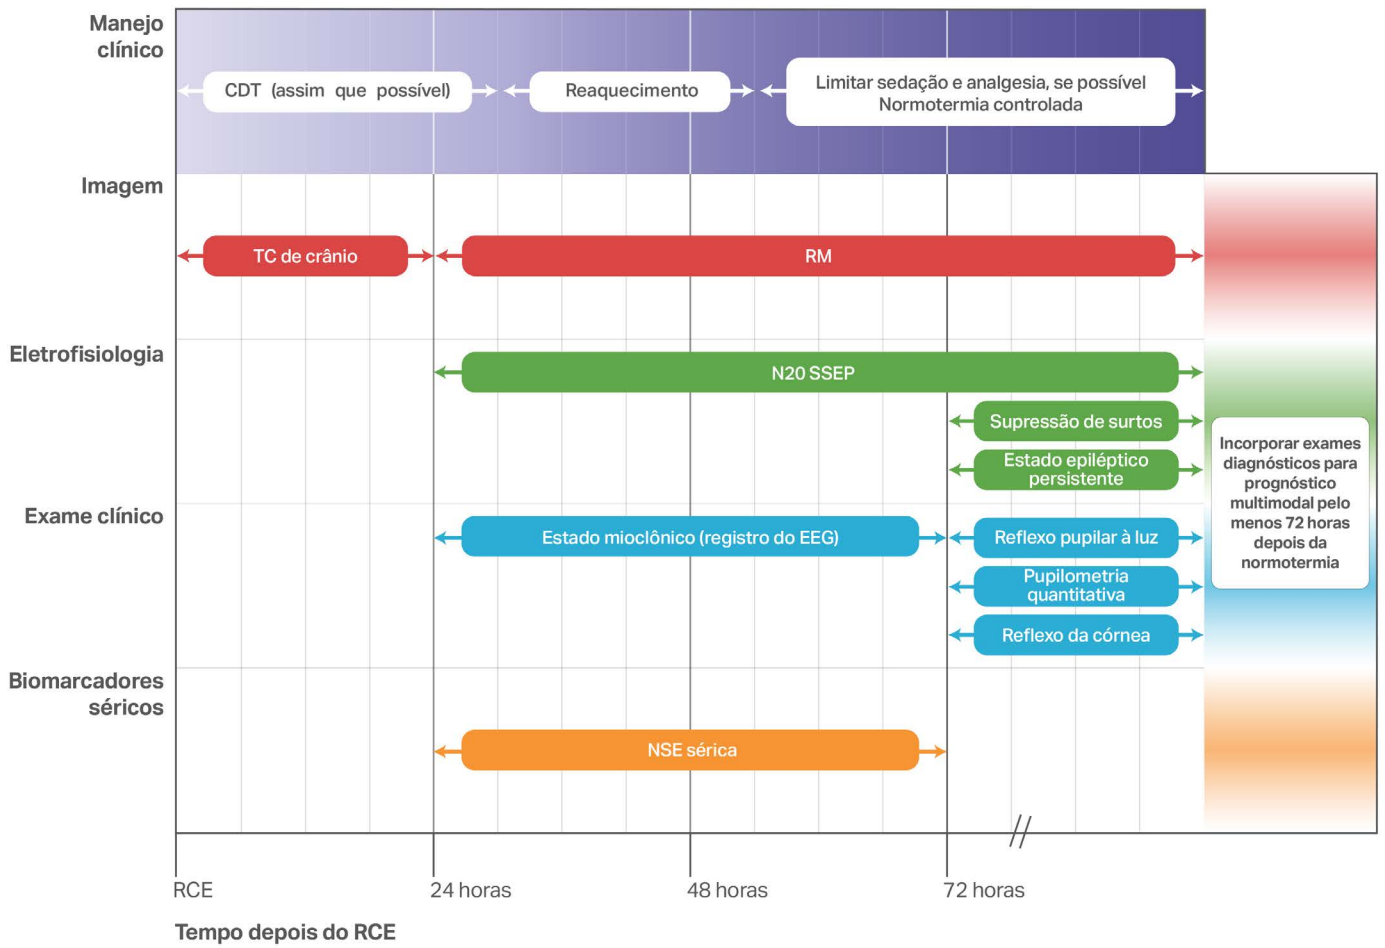 Manejo
clínico
CDT (assim que possível)
Reaquecimento
Limitar sedação e analgesia, se possível
Normotermia controlada
Imagem
TC de crânio
RM
Eletrofisiologia
N20 SSEP
Supressão de surtos
Estado epiléptico
persistente
Exame clínico
Estado mioclônico (registro do EEG)
Reflexo pupilar à luz
Pupilometria
quantitativa
Reflexo da córnea
Biomarcadores
séricos
NSE sérica
Incorporar exames
diagnósticos para
prognóstico
multimodal pelo
menos 72 horas
depois da
normotermia
RCE
24 horas
48 horas
72 horas
Tempo depois do RCE